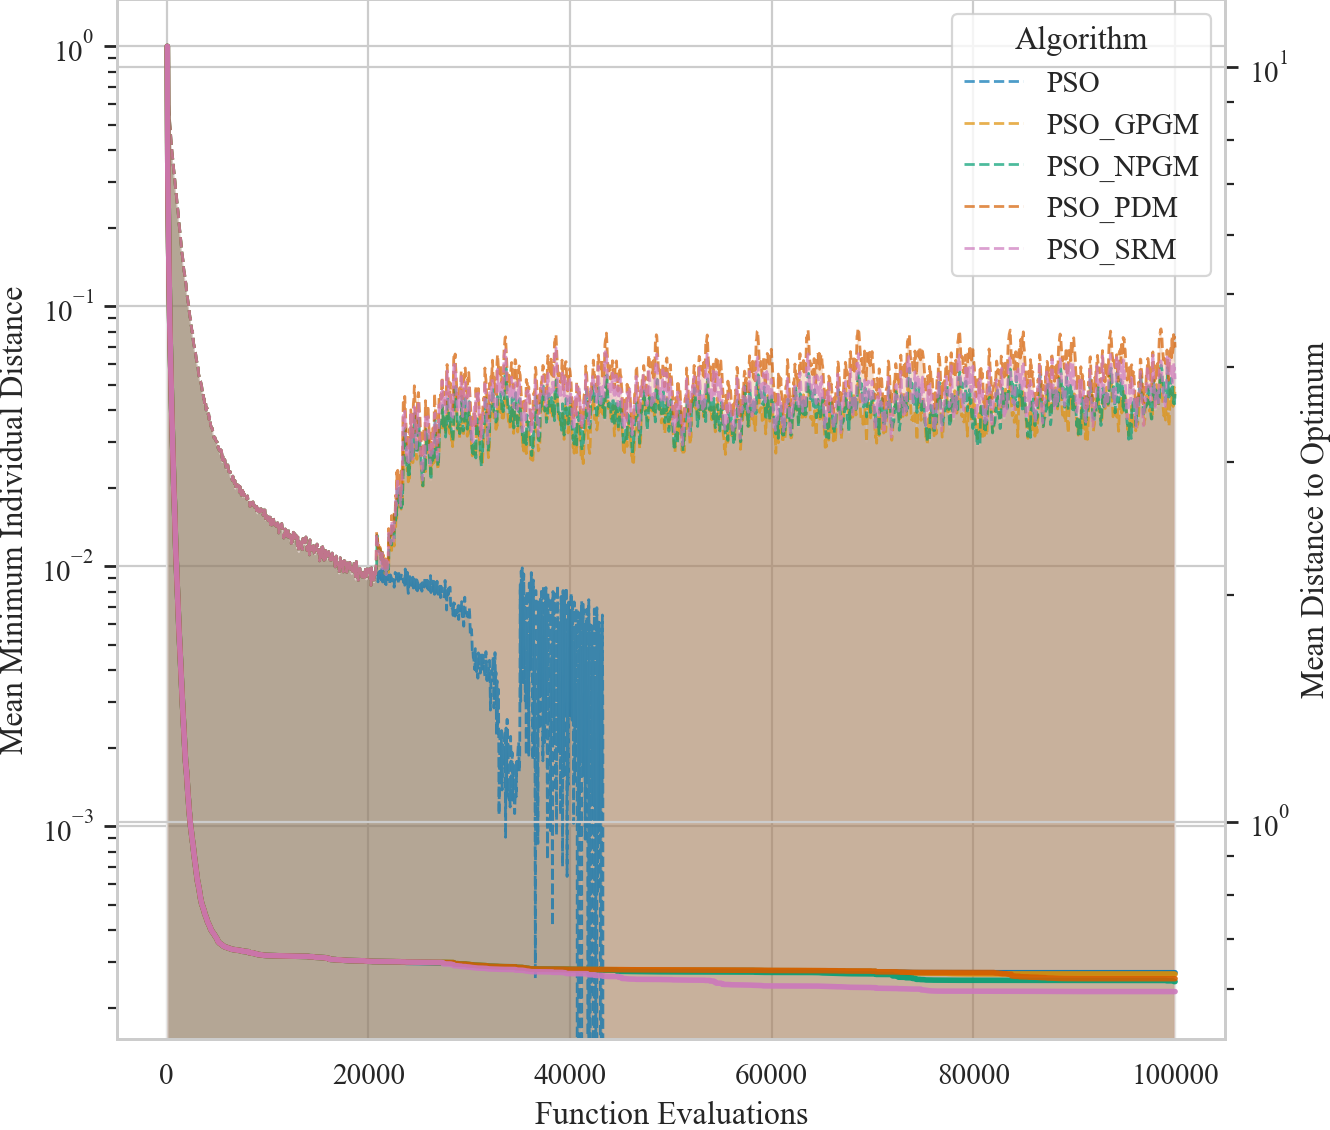 Algorithm
PSO
PSO_GPGM
PSO_NPGM
PSO_PDM
PSO_SRM
10^0
10^−1
10^−2
10^−3
Mean Minimum Individual Distance
10^1
10^0
Mean Distance to Optimum
0
20000
40000
60000
80000
100000
Function Evaluations